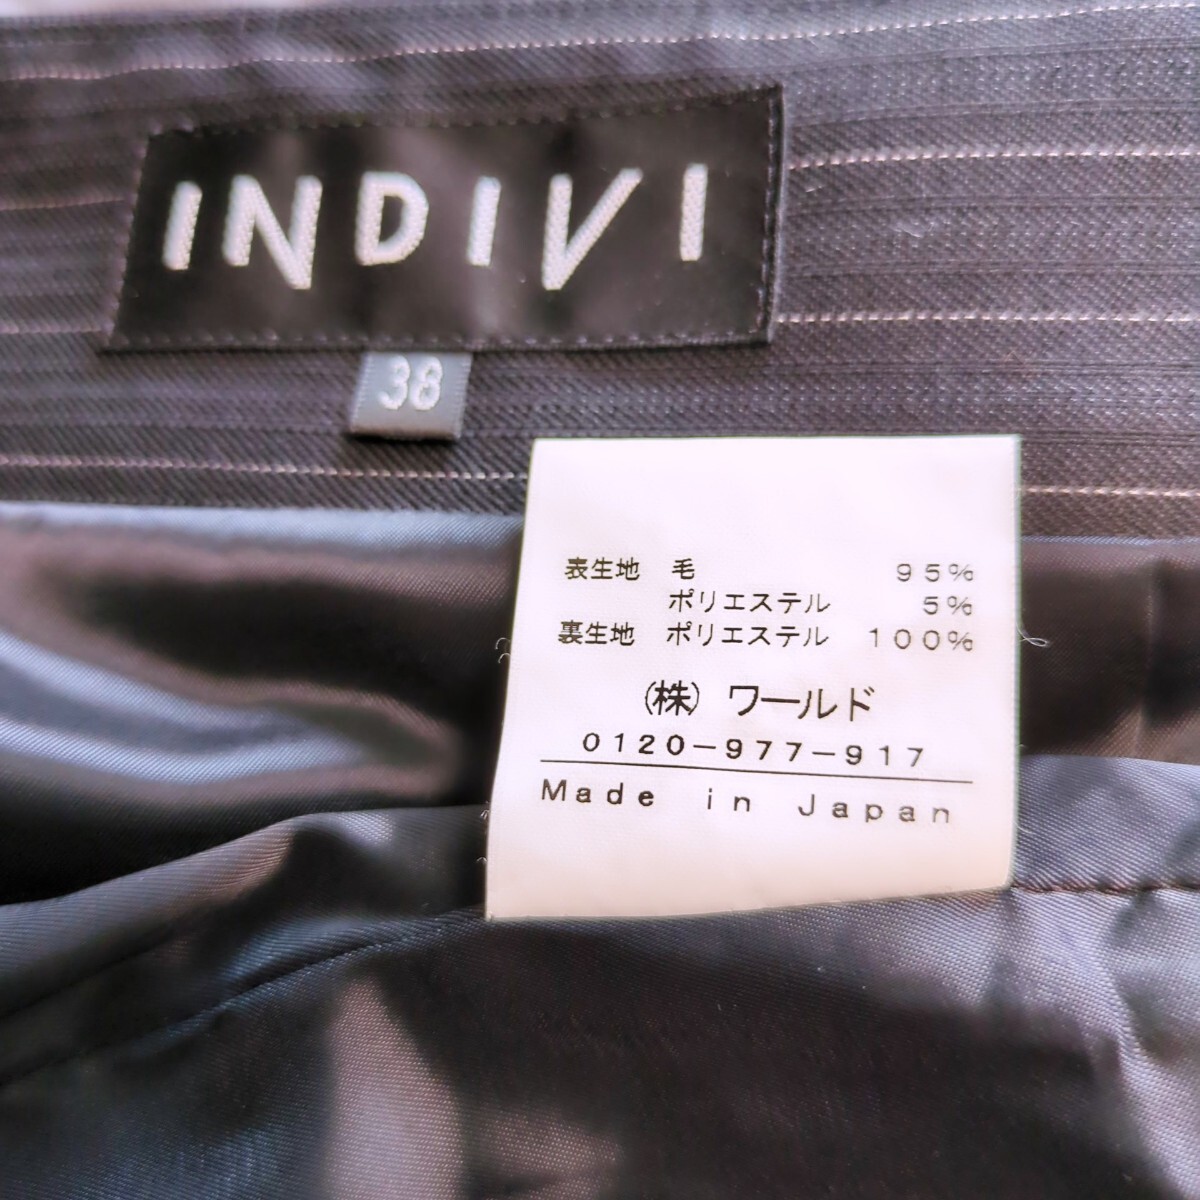 INDIVI
38
表生地 毛 95%
ポリエステル 5%
裏生地 ポリエステル 100%
(株) ワールド
0120-977-917
Made in Japan